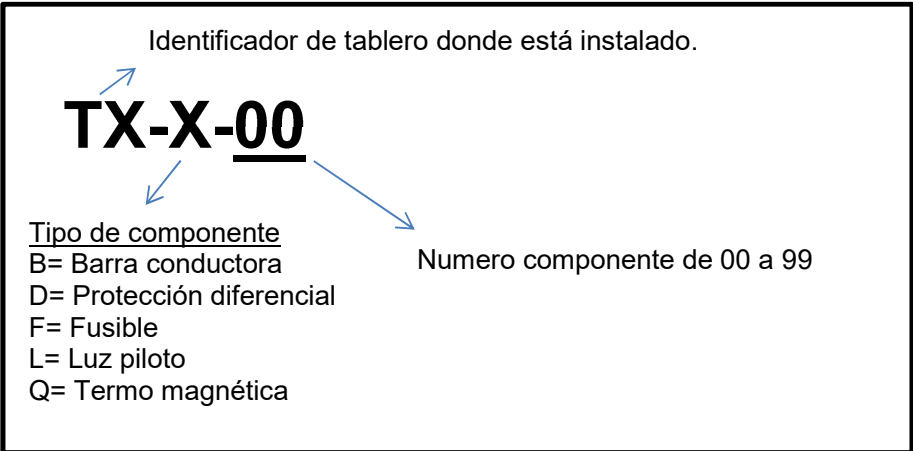 Identificador de tablero donde está instalado.
TX-X-00
Tipo de componente
B= Barra conductora
D= Protección diferencial
F= Fusible
L= Luz piloto
Q= Termo magnética
Numero componente de 00 a 99